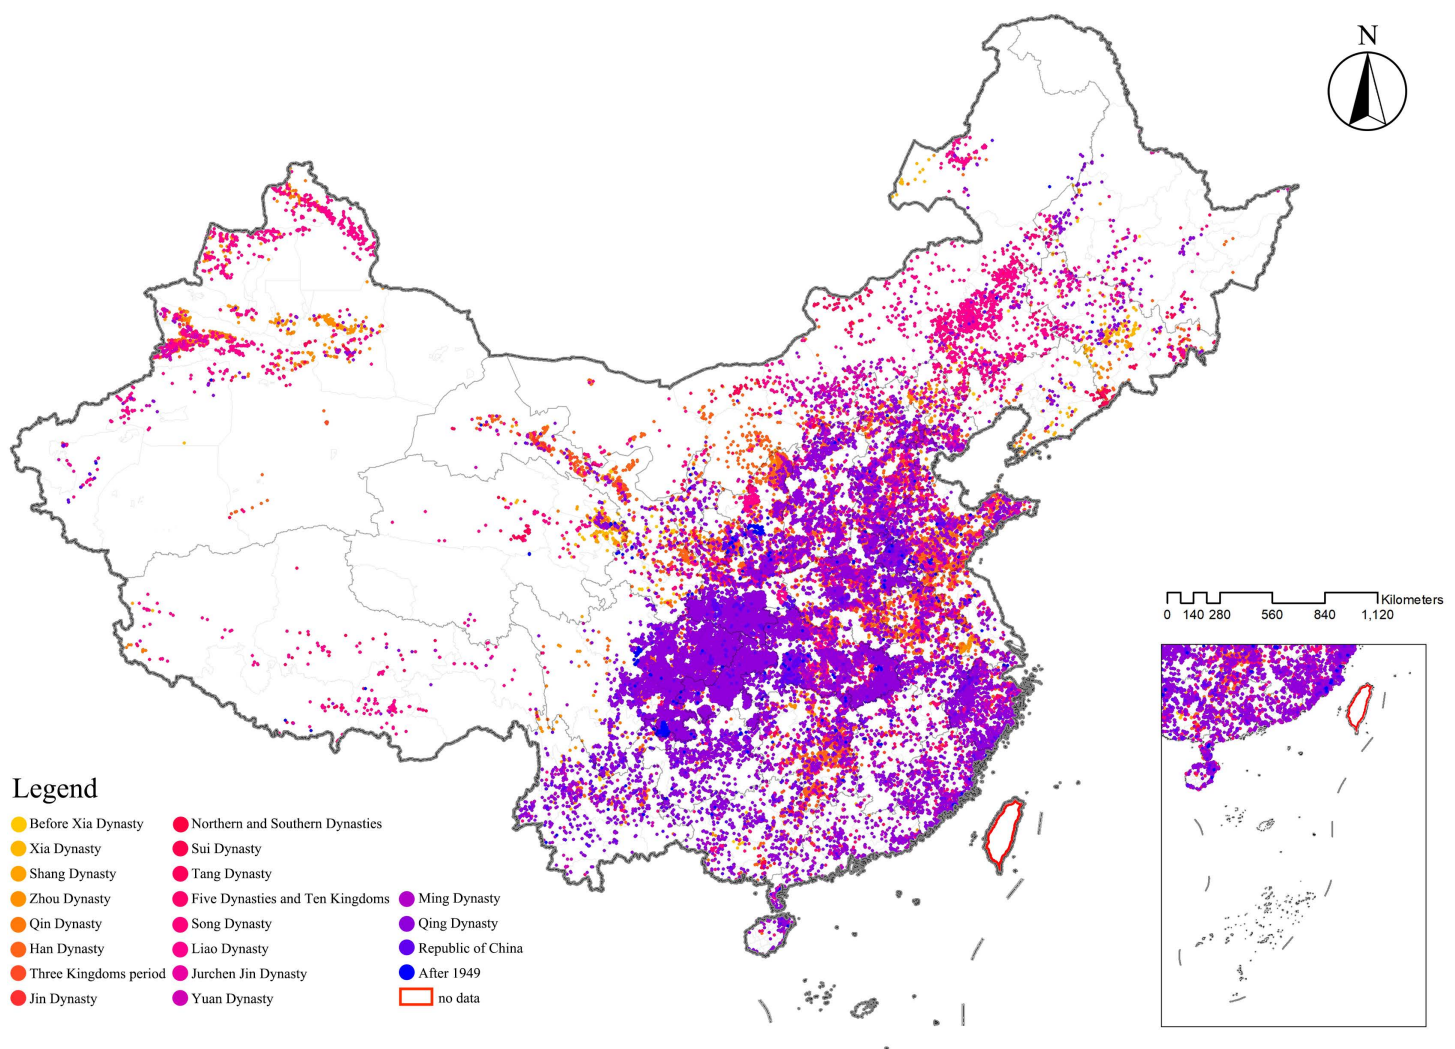 N
Kilometers
0 140 280 560 840 1,120
Legend
Before Xia Dynasty
Xia Dynasty
Shang Dynasty
Zhou Dynasty
Qin Dynasty
Han Dynasty
Three Kingdoms period
Jin Dynasty
Northern and Southern Dynasties
Sui Dynasty
Tang Dynasty
Five Dynasties and Ten Kingdoms
Song Dynasty
Liao Dynasty
Jurchen Jin Dynasty
Yuan Dynasty
Ming Dynasty
Qing Dynasty
Republic of China
After 1949
no data